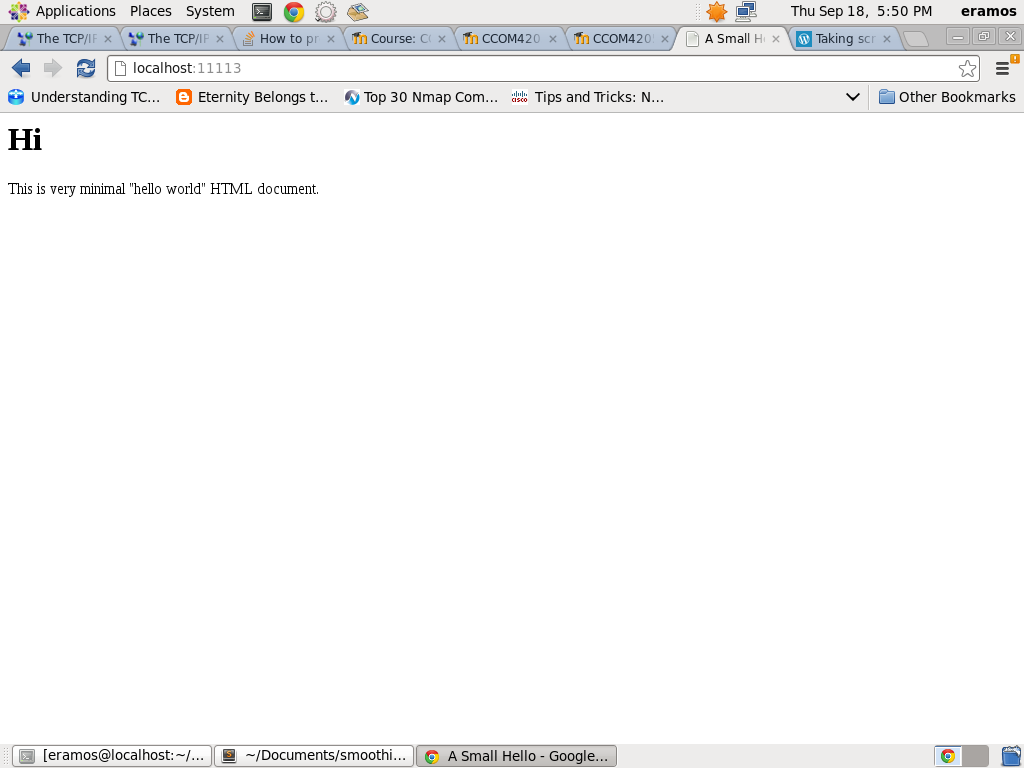 Applications Places System Thu Sep 18, 5:50 PM eramos
The TCP/IP The TCP/IP How to pr Course: CC CCOM420 CCOM420 A Small H Taking scr
localhost:11113
Understanding TC... Eternity Belongs t... Top 30 Nmap Com... Tips and Tricks: N... Other Bookmarks
Hi
This is very minimal "hello world" HTML document.
[eramos@localhost:~/... ~/Documents/smoothi... A Small Hello - Google...